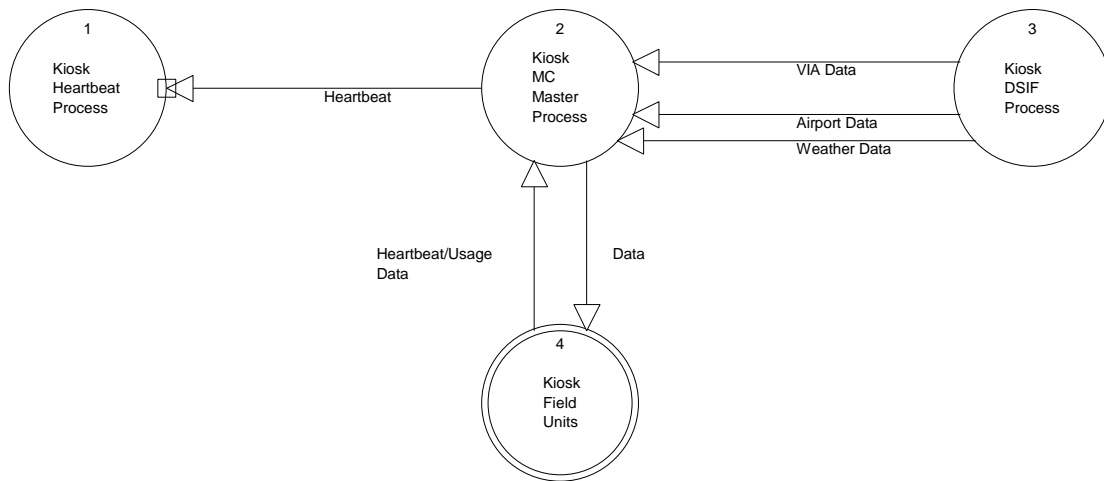 1
Kiosk
Heartbeat
Process
Heartbeat
2
Kiosk
MC
Master
Process
VIA Data
Airport Data
Weather Data
3
Kiosk
DSIF
Process
Heartbeat/Usage
Data
Data
4
Kiosk
Field
Units